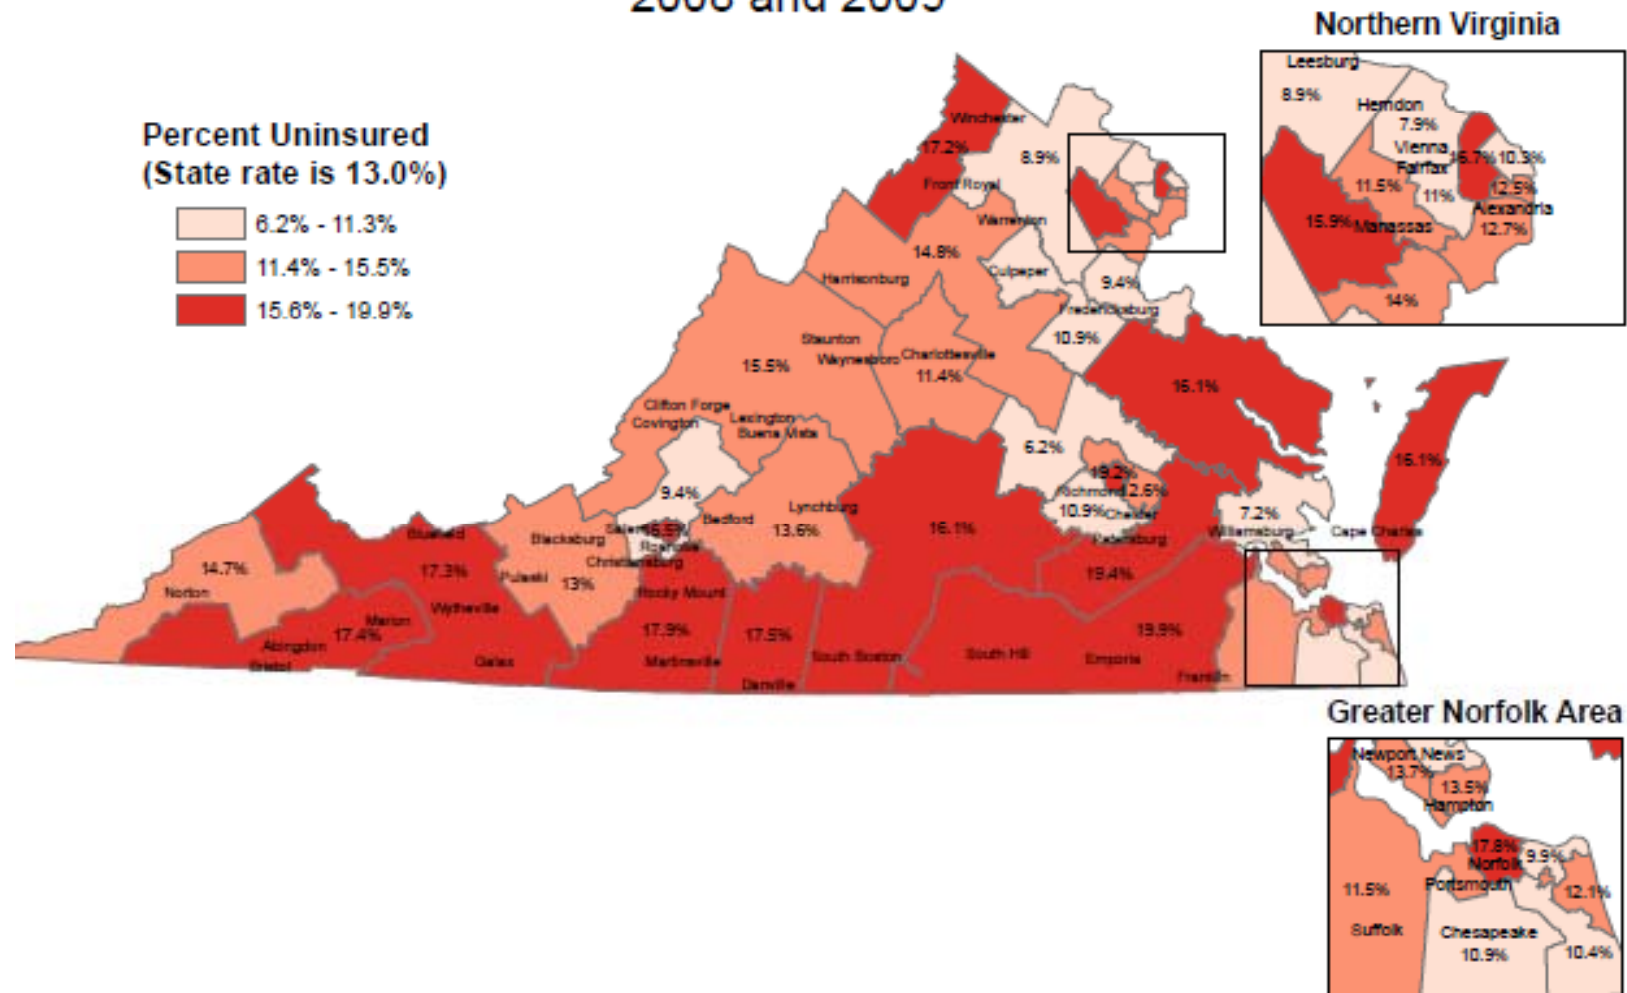 2008 and 2009
Northern Virginia
Percent Uninsured
(State rate is 13.0%)
6.2% - 11.3%
11.4% - 15.5%
15.6% - 19.9%
Winchester
17.2%
8.9%
Front Royal
Warrenton
14.8%
Harrisonburg
Culpeper
9.4%
Fredericksburg
10.9%
Staunton
Waynesboro
Charlottesville
11.4%
15.5%
16.1%
16.1%
Clifton Forge
Covington
Lexington
Buena Vista
6.2%
19.2%
Richmond
12.6%
10.9%
Chester
9.4%
Lynchburg
Bedford
13.6%
16.1%
7.2%
Williamsburg
Cape Charles
Petersburg
Salem
16.5%
Roanoke
Bluefield
Blacksburg
Christiansburg
17.3%
Pulaski
13%
14.7%
Norton
Rocky Mount
19.4%
Wytheville
Marion
17.4%
Abingdon
Bristol
Galax
17.9%
Martinsville
17.5%
Danville
South Boston
South Hill
19.9%
Emporia
Franklin
Leesburg
8.9%
Herndon
7.9%
Vienna
Fairfax
16.7%
10.3%
11.5%
11%
12.5%
Alexandria
12.7%
15.9%
Manassas
14%
Greater Norfolk Area
Newport News
13.7%
13.5%
Hampton
17.8%
Norfolk
9.9%
Portsmouth
11.5%
12.1%
Suffolk
Chesapeake
10.9%
10.4%